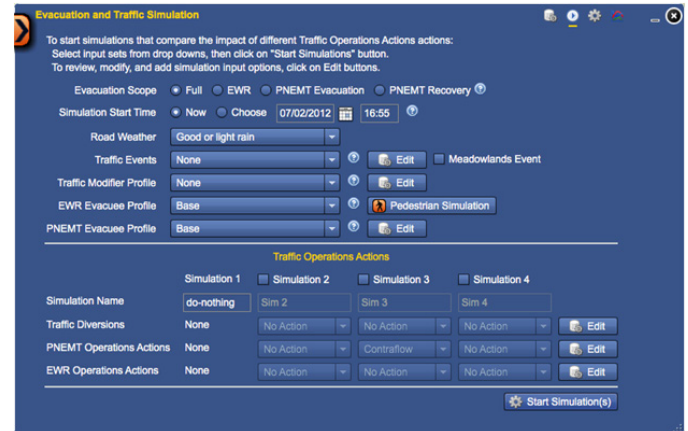 Evacuation and Traffic Simulation
To start simulations that compare the impact of different Traffic Operations Actions actions:
Select input sets from drop downs, then click on "Start Simulations" button.
To review, modify, and add simulation input options, click on Edit buttons.
Evacuation Scope Full EWR PNEMT Evacuation PNEMT Recovery ?
Simulation Start Time Now Choose 07/02/2012 16:55 ?
Road Weather Good or light rain
Traffic Events None ? Edit Meadowlands Event
Traffic Modifier Profile None ? Edit
EWR Evacuee Profile Base ? Pedestrian Simulation
PNEMT Evacuee Profile Base ? Edit
Traffic Operations Actions
Simulation 1 Simulation 2 Simulation 3 Simulation 4
Simulation Name do-nothing Sim 2 Sim 3 Sim 4
Traffic Diversions None No Action No Action No Action Edit
PNEMT Operations Actions None No Action Contraflow No Action Edit
EWR Operations Actions None No Action No Action No Action Edit
Start Simulation(s)